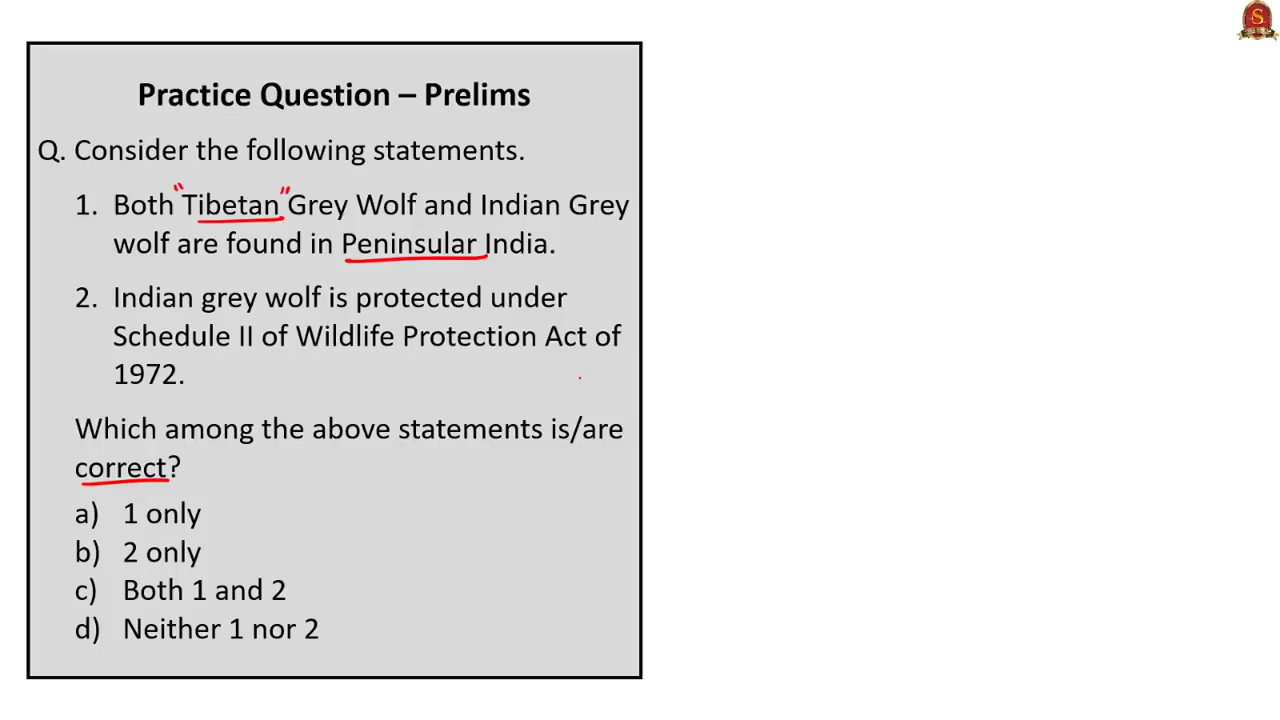 Practice Question – Prelims
Q. Consider the following statements.
1. Both "Tibetan" Grey Wolf and Indian Grey
wolf are found in Peninsular India.
2. Indian grey wolf is protected under
Schedule II of Wildlife Protection Act of
1972.
Which among the above statements is/are
correct?
a) 1 only
b) 2 only
c) Both 1 and 2
d) Neither 1 nor 2
S